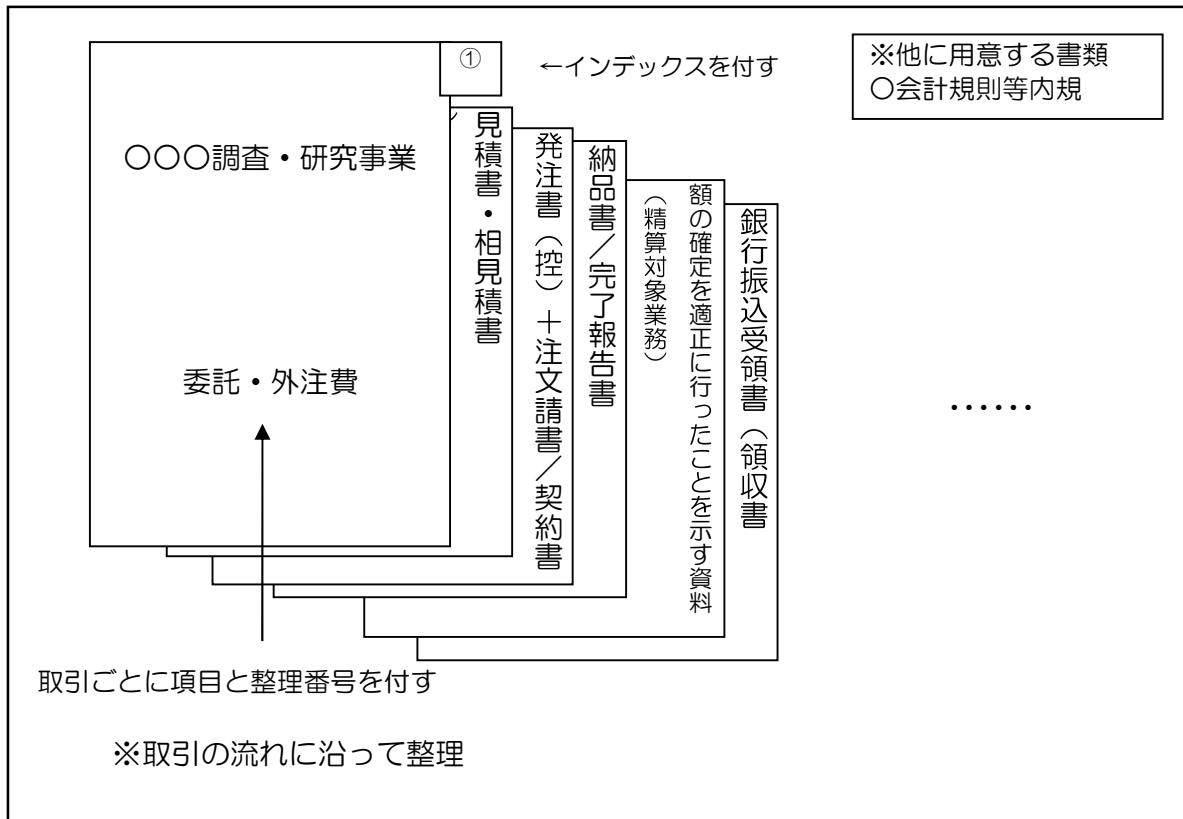 ①
←インデックスを付す
※他に用意する書類
〇会計規則等内規
〇〇〇調査・研究事業
委託・外注費
見積書・相見積書
発注書（控）＋注文請書／契約書
納品書／完了報告書
額の確定を適正に行ったことを示す資料
（精算対象業務）
銀行振込受領書（領収書
……
取引ごとに項目と整理番号を付す
※取引の流れに沿って整理